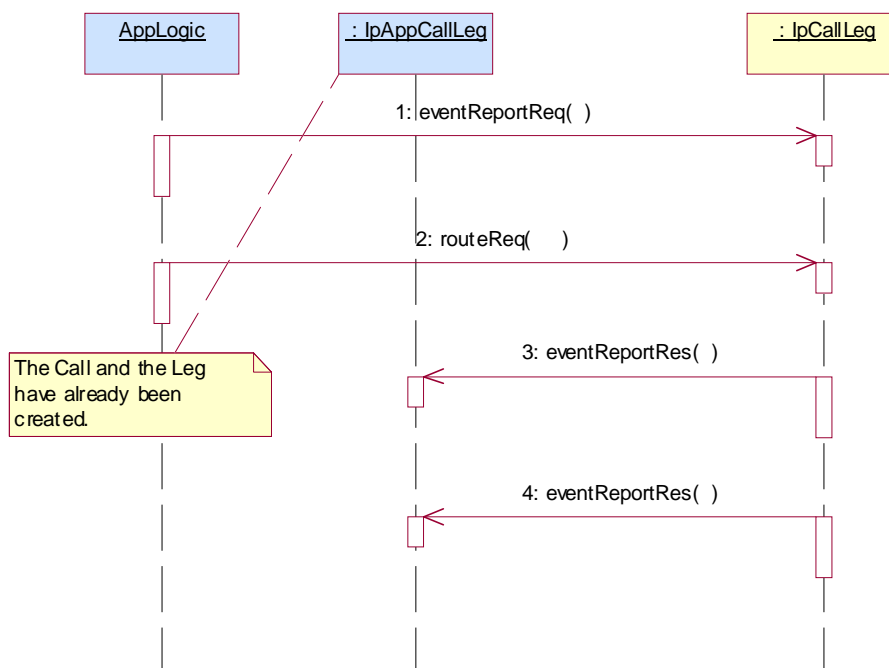 AppLogic
: IpAppCallLeg
: IpCallLeg
1: eventReportReq( )
2: routeReq( )
3: eventReportRes( )
The Call and the Leg
have already been
created.
4: eventReportRes( )